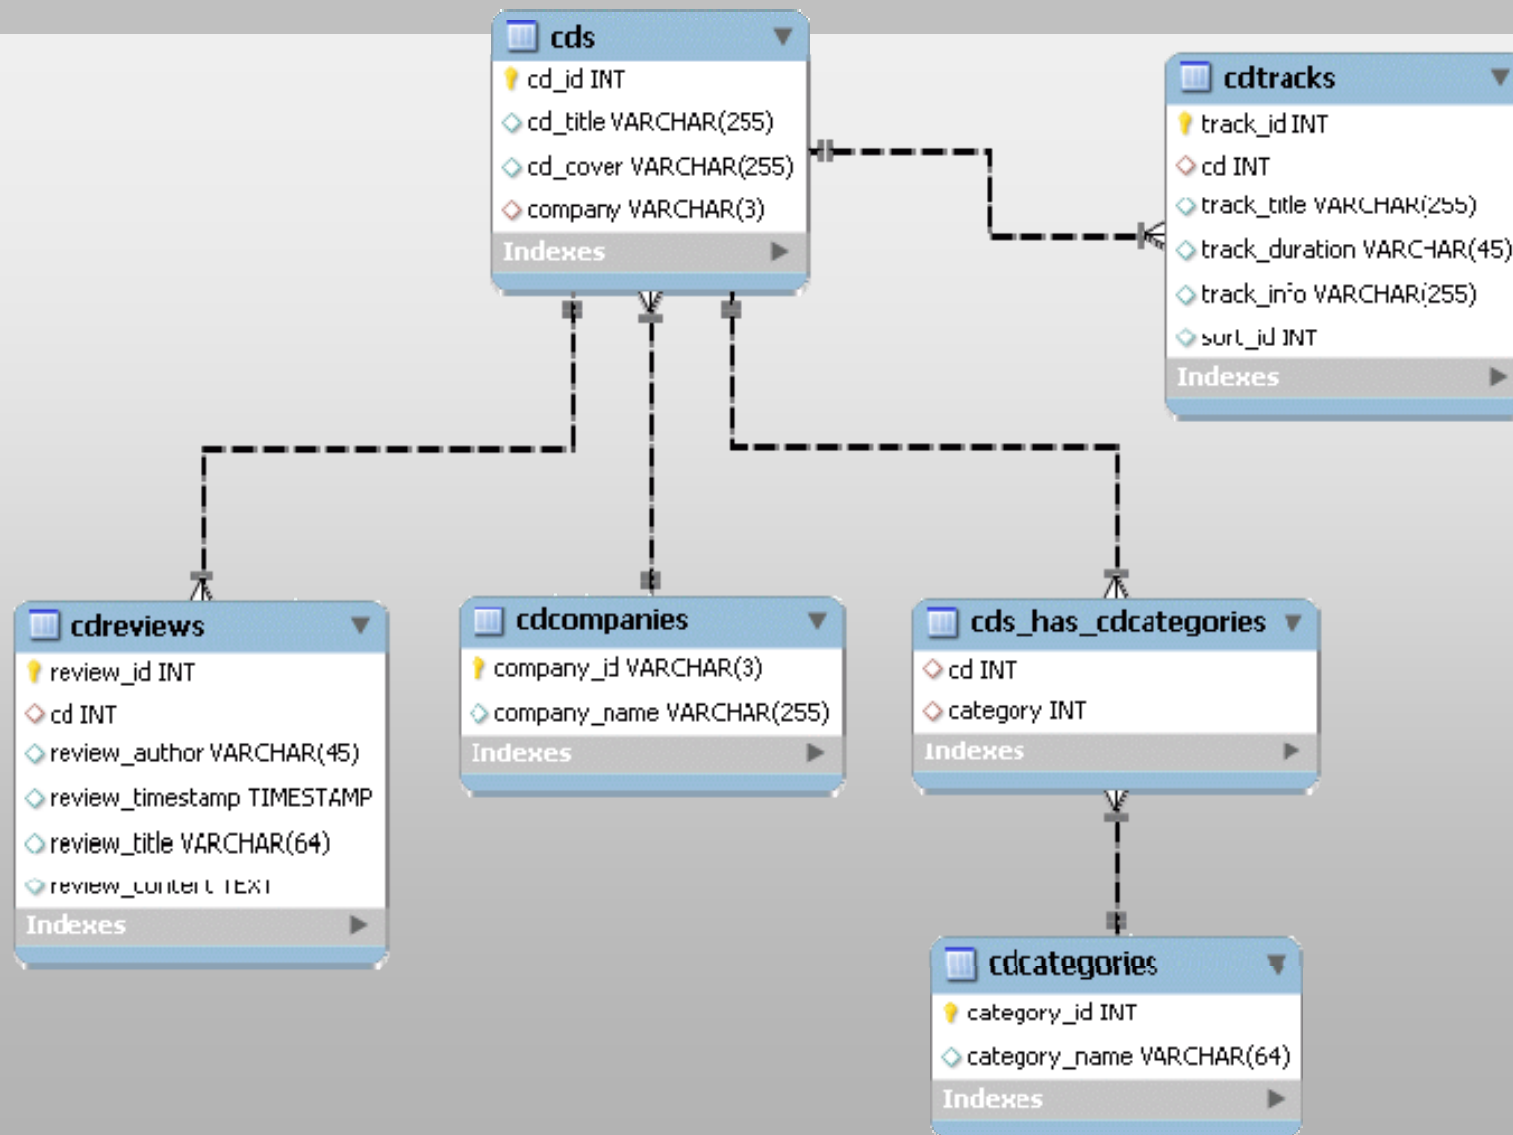 cds
cd_id INT
cd_title VARCHAR(255)
cd_cover VARCHAR(255)
company VARCHAR(3)
Indexes
cdtracks
track_id INT
cd INT
track_title VARCHAR(255)
track_duration VARCHAR(45)
track_info VARCHAR(255)
sort_id INT
Indexes
cdreviews
review_id INT
cd INT
review_author VARCHAR(45)
review_timestamp TIMESTAMP
review_title VARCHAR(64)
review_content TEXT
Indexes
cdcompanies
company_id VARCHAR(3)
company_name VARCHAR(255)
Indexes
cds_has_cdcategories
cd INT
category INT
Indexes
cdcategories
category_id INT
category_name VARCHAR(64)
Indexes